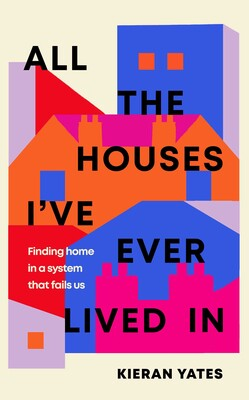 ALL
THE
HOUSES
I'VE
EVER
LIVED IN
Finding home
in a system
that fails us
KIERAN YATES